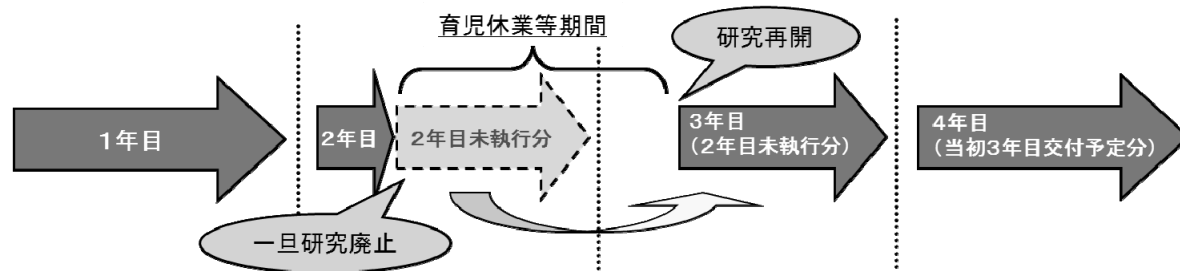 育児休業等期間
研究再開
1年目
2年目
2年目未執行分
3年目
（2年目未執行分）
4年目
（当初3年目交付予定分）
一旦研究廃止